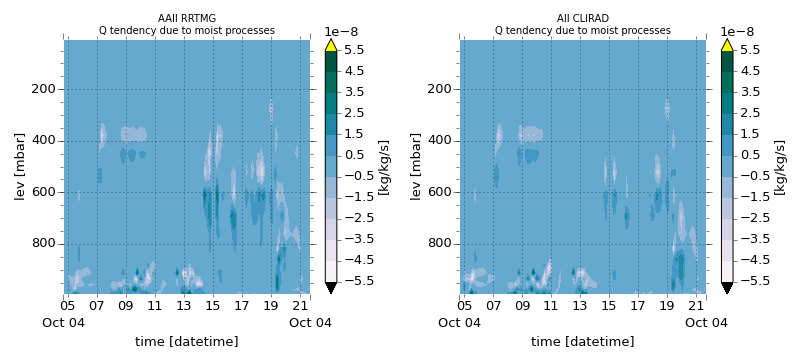 AAll RRTMG
Q tendency due to moist processes
1e−8
200
400
600
800
lev [mbar]
5.5
4.5
3.5
2.5
1.5
0.5
−0.5
−1.5
−2.5
−3.5
−4.5
−5.5
[kg/kg/s]
05 07 09 11 13 15 17 19 21
Oct 04 Oct 04
time [datetime]
All CLIRAD
Q tendency due to moist processes
1e−8
200
400
600
800
lev [mbar]
5.5
4.5
3.5
2.5
1.5
0.5
−0.5
−1.5
−2.5
−3.5
−4.5
−5.5
[kg/kg/s]
05 07 09 11 13 15 17 19 21
Oct 04 Oct 04
time [datetime]